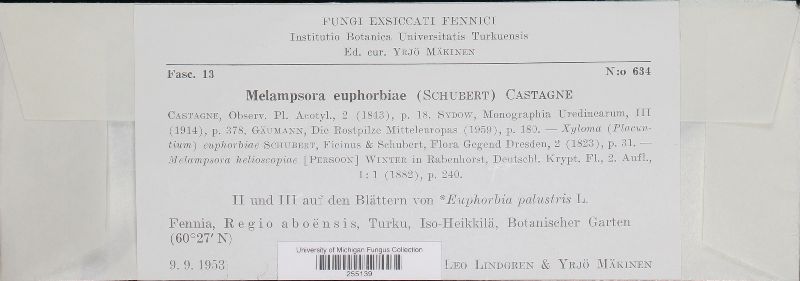 FUNGI EXSICCATI FENNICI
Institutio Botanica Universitatis Turkuensis
Ed. cur. YRJÖ MÄKINEN
Fasc. 13 N:o 634
Melampsora euphorbiae (SCHUBERT) CASTAGNE
CASTAGNE, Observ. Pl. Acotyl., 2 (1843), p. 18. SYDOW, Monographia Uredinearum, III
(1914), p. 378. GÄUMANN, Die Rostpilze Mitteleuropas (1959), p. 189. — Xyloma (Placun-
tium) euphorbiae SCHUBERT, Ficinus & Schubert, Flora Gegend Dresden, 2 (1823), p. 31. —
Melampsora helioscopiae [PERSOON] WINTER in Rabenhorst, Deutschl. Krypt. Fl., 2. Aufl.,
1:1 (1882), p. 240.
II und III auf den Blättern von *Euphorbia palustris L.
Fennia, Regio aboënsis, Turku, Iso-Heikkilä, Botanischer Garten
(60°27′ N)
9. 9. 1953 LEO LINDGREN & YRJÖ MÄKINEN
University of Michigan Fungus Collection
255139